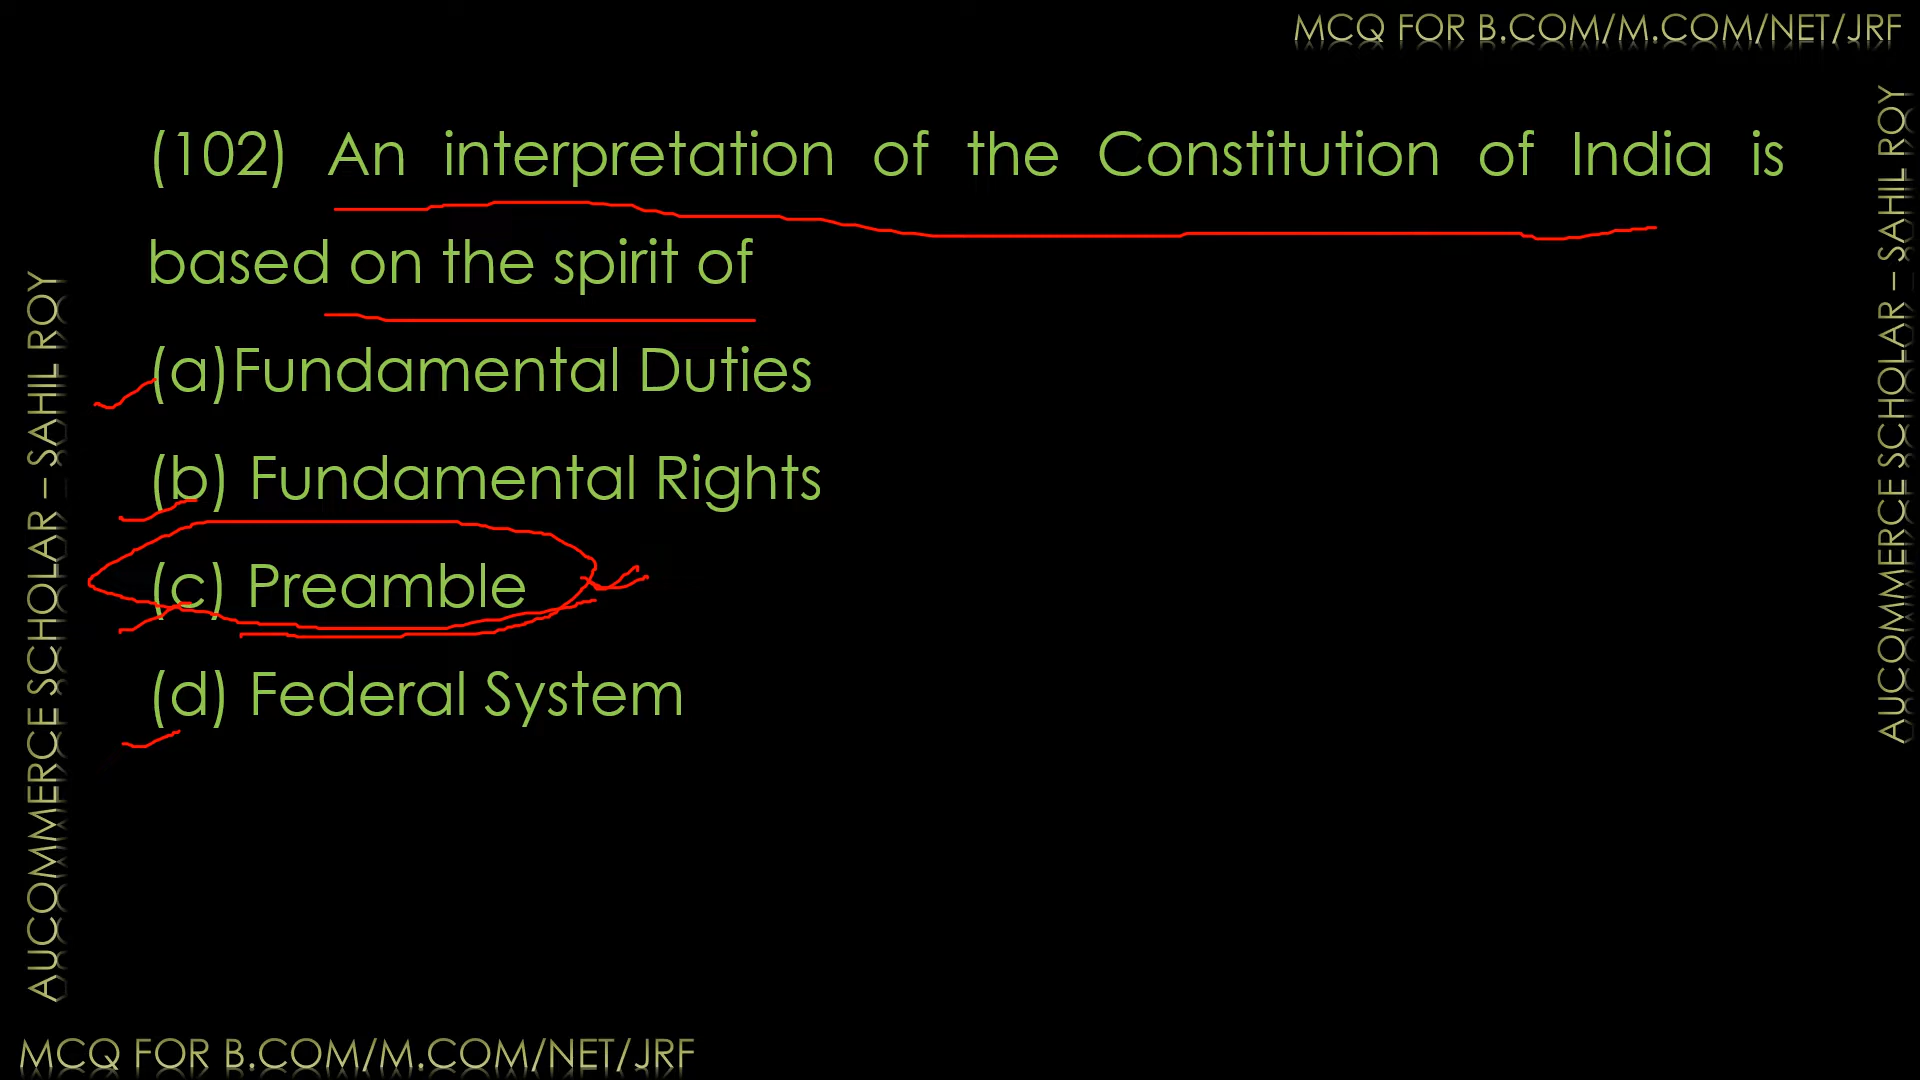 MCQ FOR B.COM/M.COM/NET/JRF
(102) An interpretation of the Constitution of India is
based on the spirit of
(a)Fundamental Duties
(b) Fundamental Rights
(c) Preamble
(d) Federal System
AUCOMMERCE SCHOLAR – SAHIL ROY
AUCOMMERCE SCHOLAR – SAHIL ROY
MCQ FOR B.COM/M.COM/NET/JRF